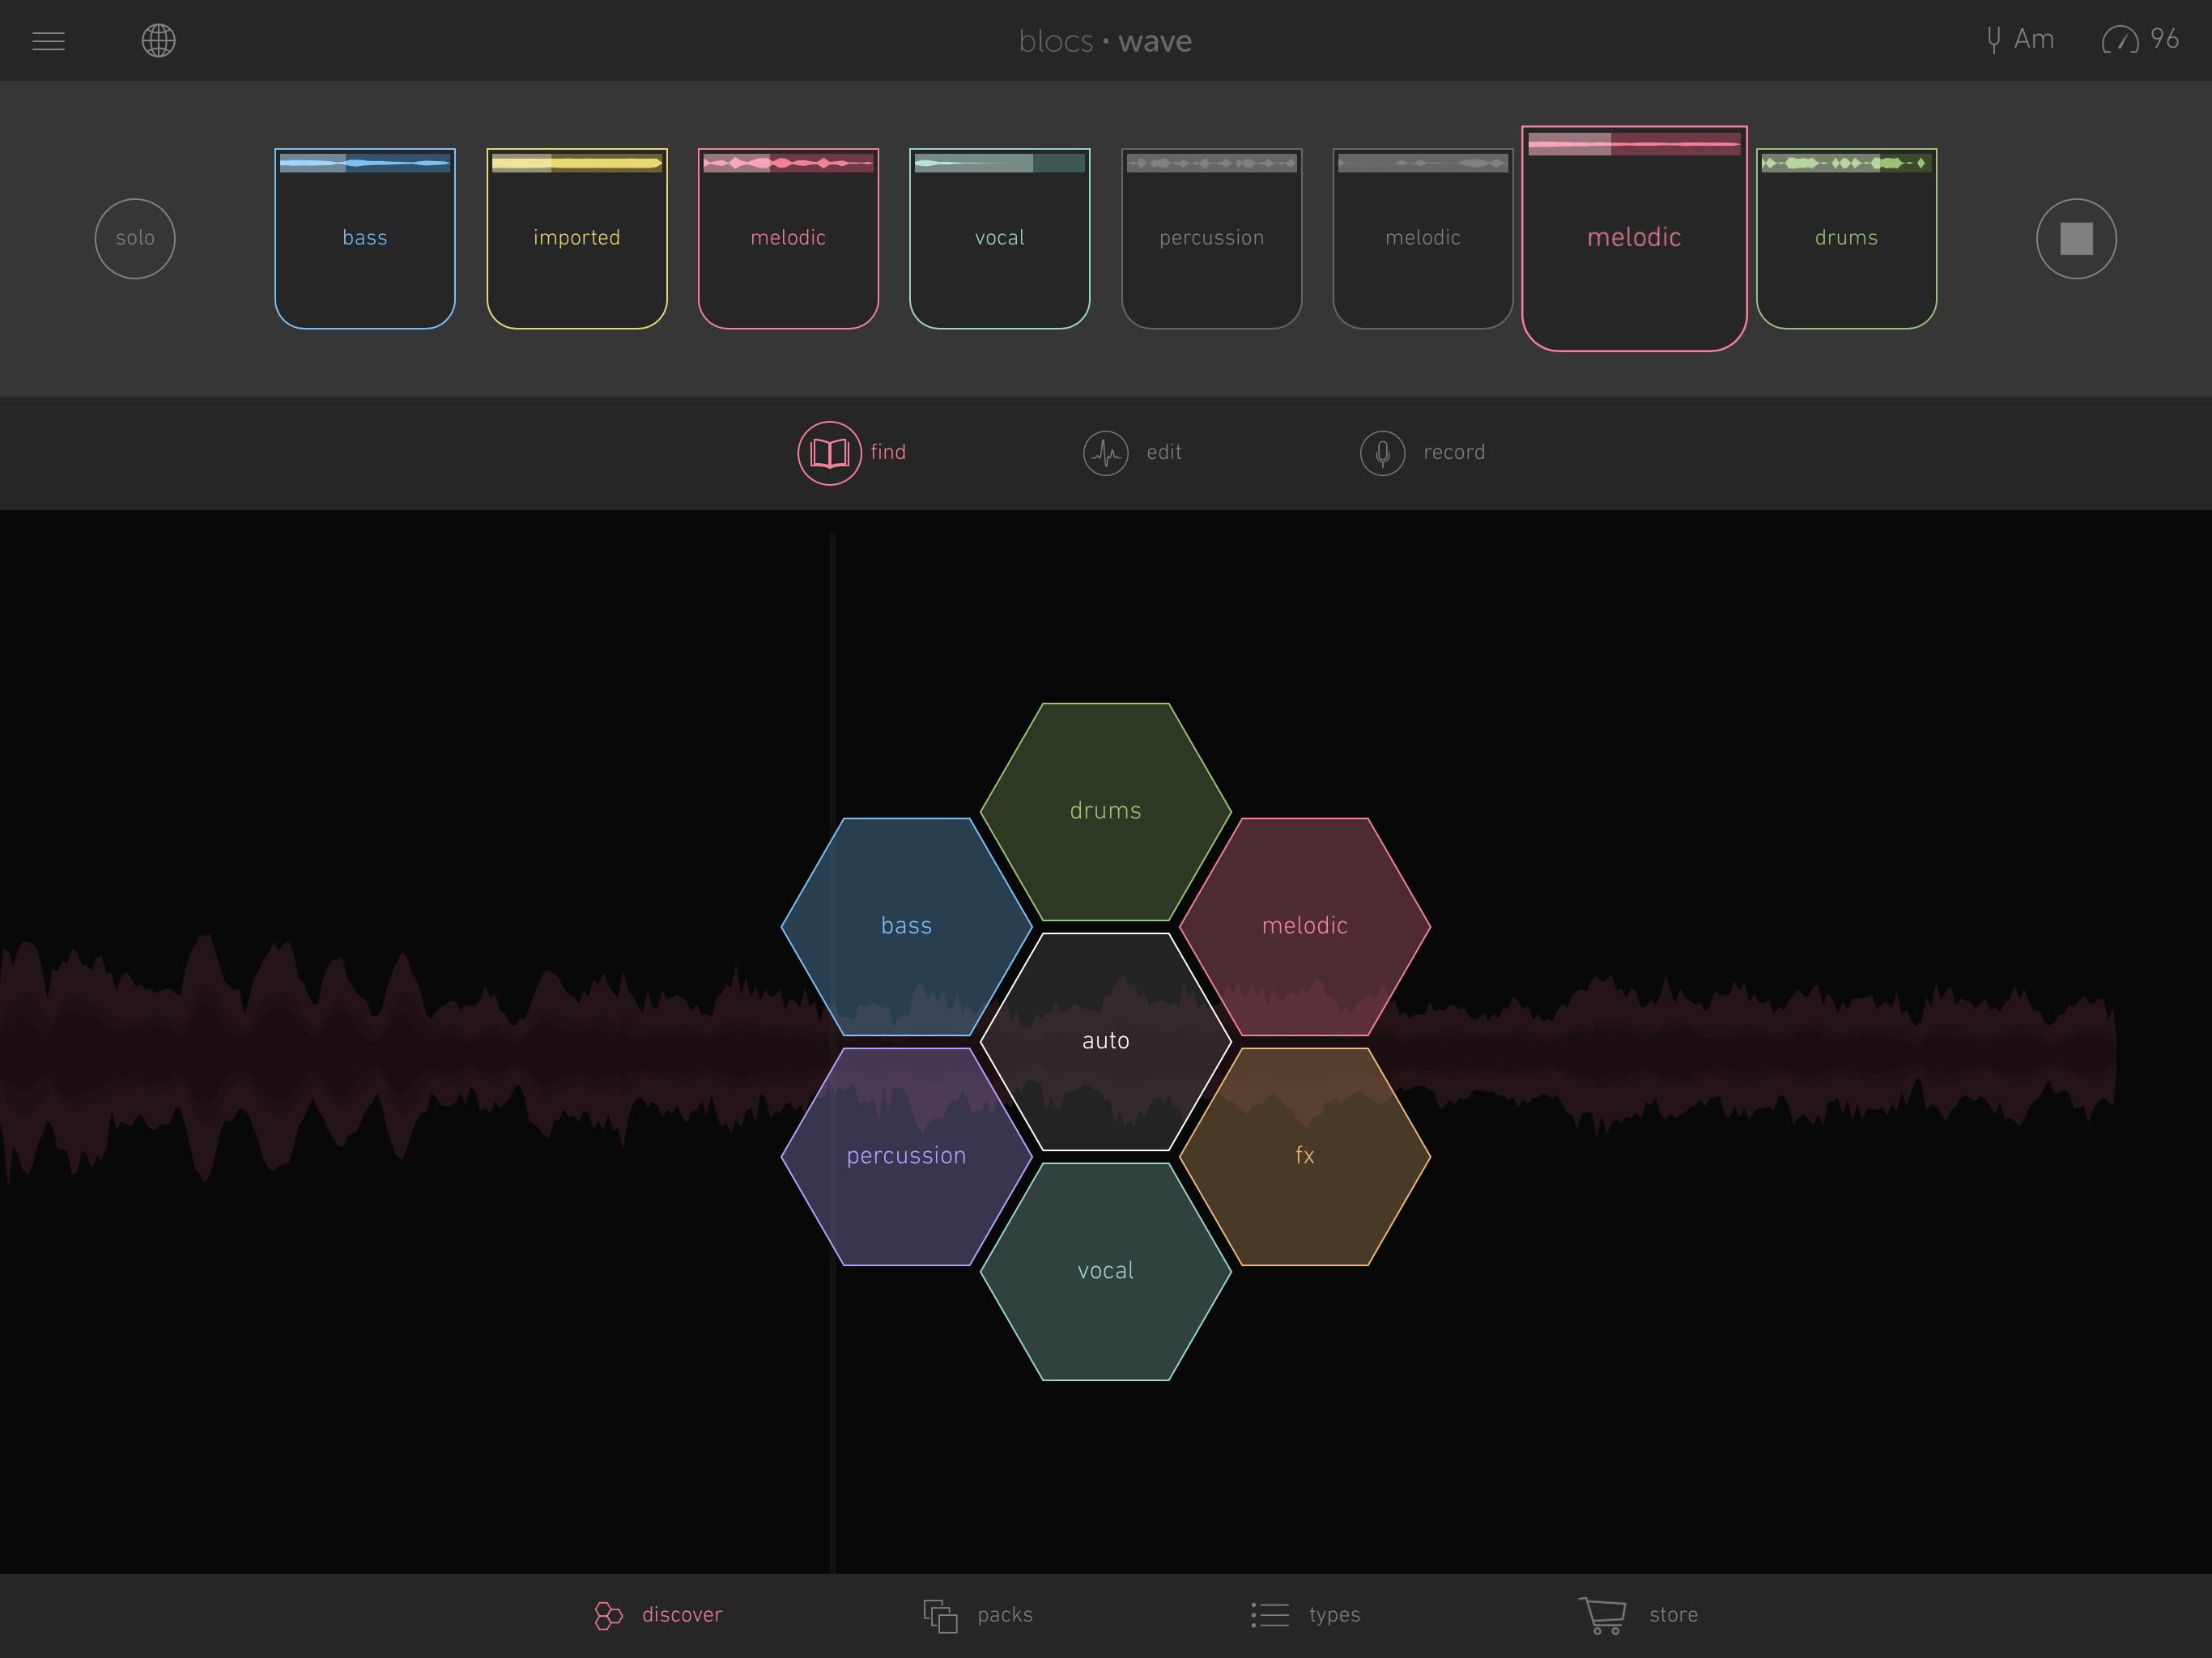 blocs • wave
Am
96
solo
bass
imported
melodic
vocal
percussion
melodic
melodic
drums
find
edit
record
drums
bass
melodic
auto
percussion
fx
vocal
discover
packs
types
store